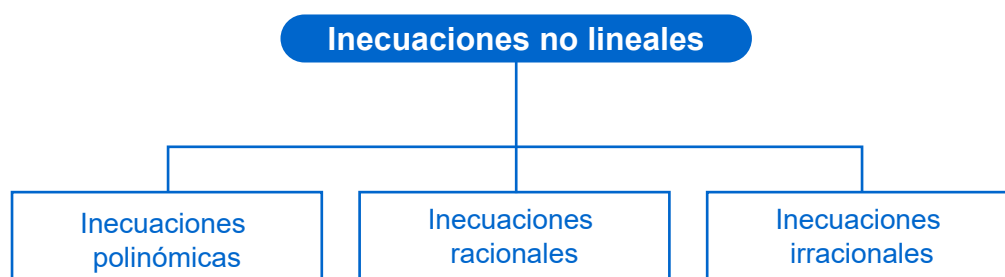 Inecuaciones no lineales
Inecuaciones
polinómicas
Inecuaciones
racionales
Inecuaciones
irracionales